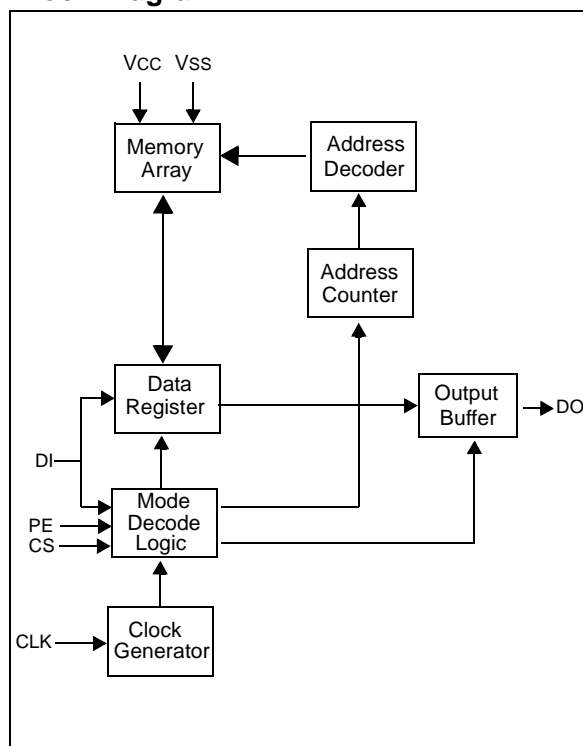 VCC VSS
Memory
Array
Address
Decoder
Address
Counter
Data
Register
Output
Buffer
DO
DI
Mode
Decode
Logic
PE
CS
CLK
Clock
Generator